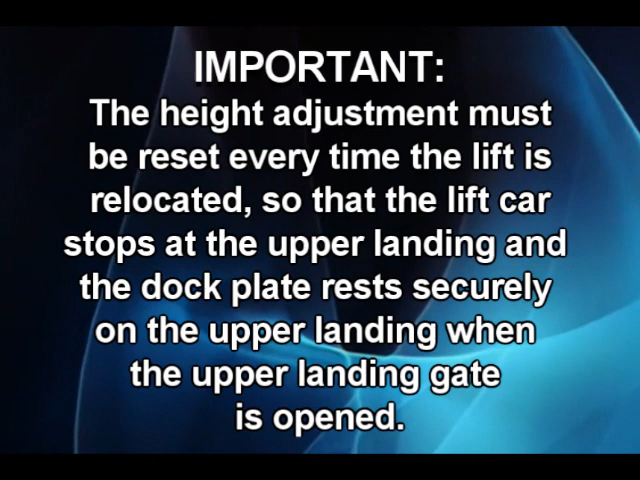 IMPORTANT:
The height adjustment must
be reset every time the lift is
relocated, so that the lift car
stops at the upper landing and
the dock plate rests securely
on the upper landing when
the upper landing gate
is opened.